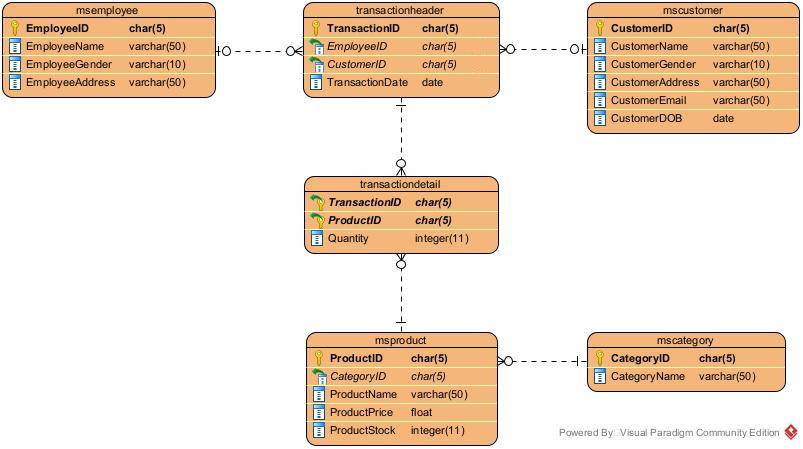 msemployee
EmployeeID char(5)
EmployeeName varchar(50)
EmployeeGender varchar(10)
EmployeeAddress varchar(50)
transactionheader
TransactionID char(5)
EmployeeID char(5)
CustomerID char(5)
TransactionDate date
mscustomer
CustomerID char(5)
CustomerName varchar(50)
CustomerGender varchar(10)
CustomerAddress varchar(50)
CustomerEmail varchar(50)
CustomerDOB date
transactiondetail
TransactionID char(5)
ProductID char(5)
Quantity integer(11)
msproduct
ProductID char(5)
CategoryID char(5)
ProductName varchar(50)
ProductPrice float
ProductStock integer(11)
mscategory
CategoryID char(5)
CategoryName varchar(50)
Powered By□Visual Paradigm Community Edition